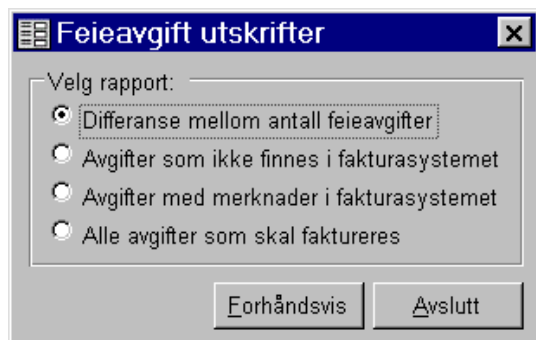 Feieavgift utskrifter
Velg rapport:
Differanse mellom antall feieavgifter
Avgifter som ikke finnes i fakturasystemet
Avgifter med merknader i fakturasystemet
Alle avgifter som skal faktureres
Forhåndsvis Avslutt